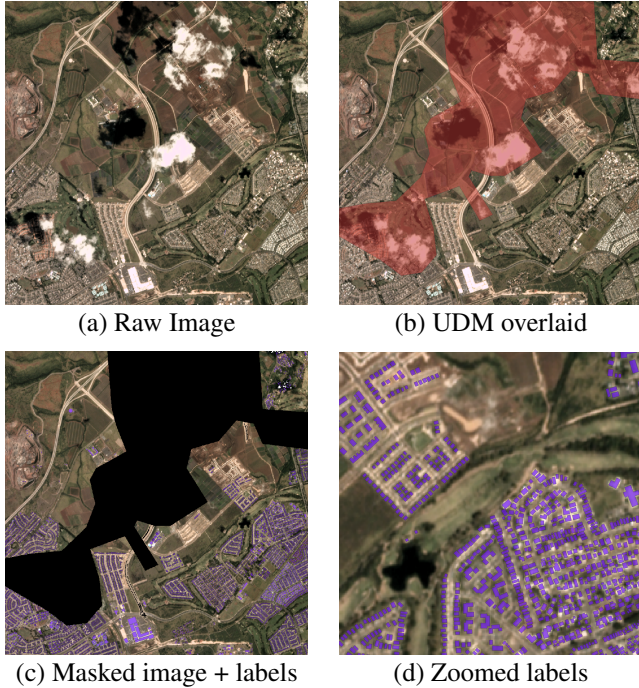 (a) Raw Image
(b) UDM overlaid
(c) Masked image + labels
(d) Zoomed labels